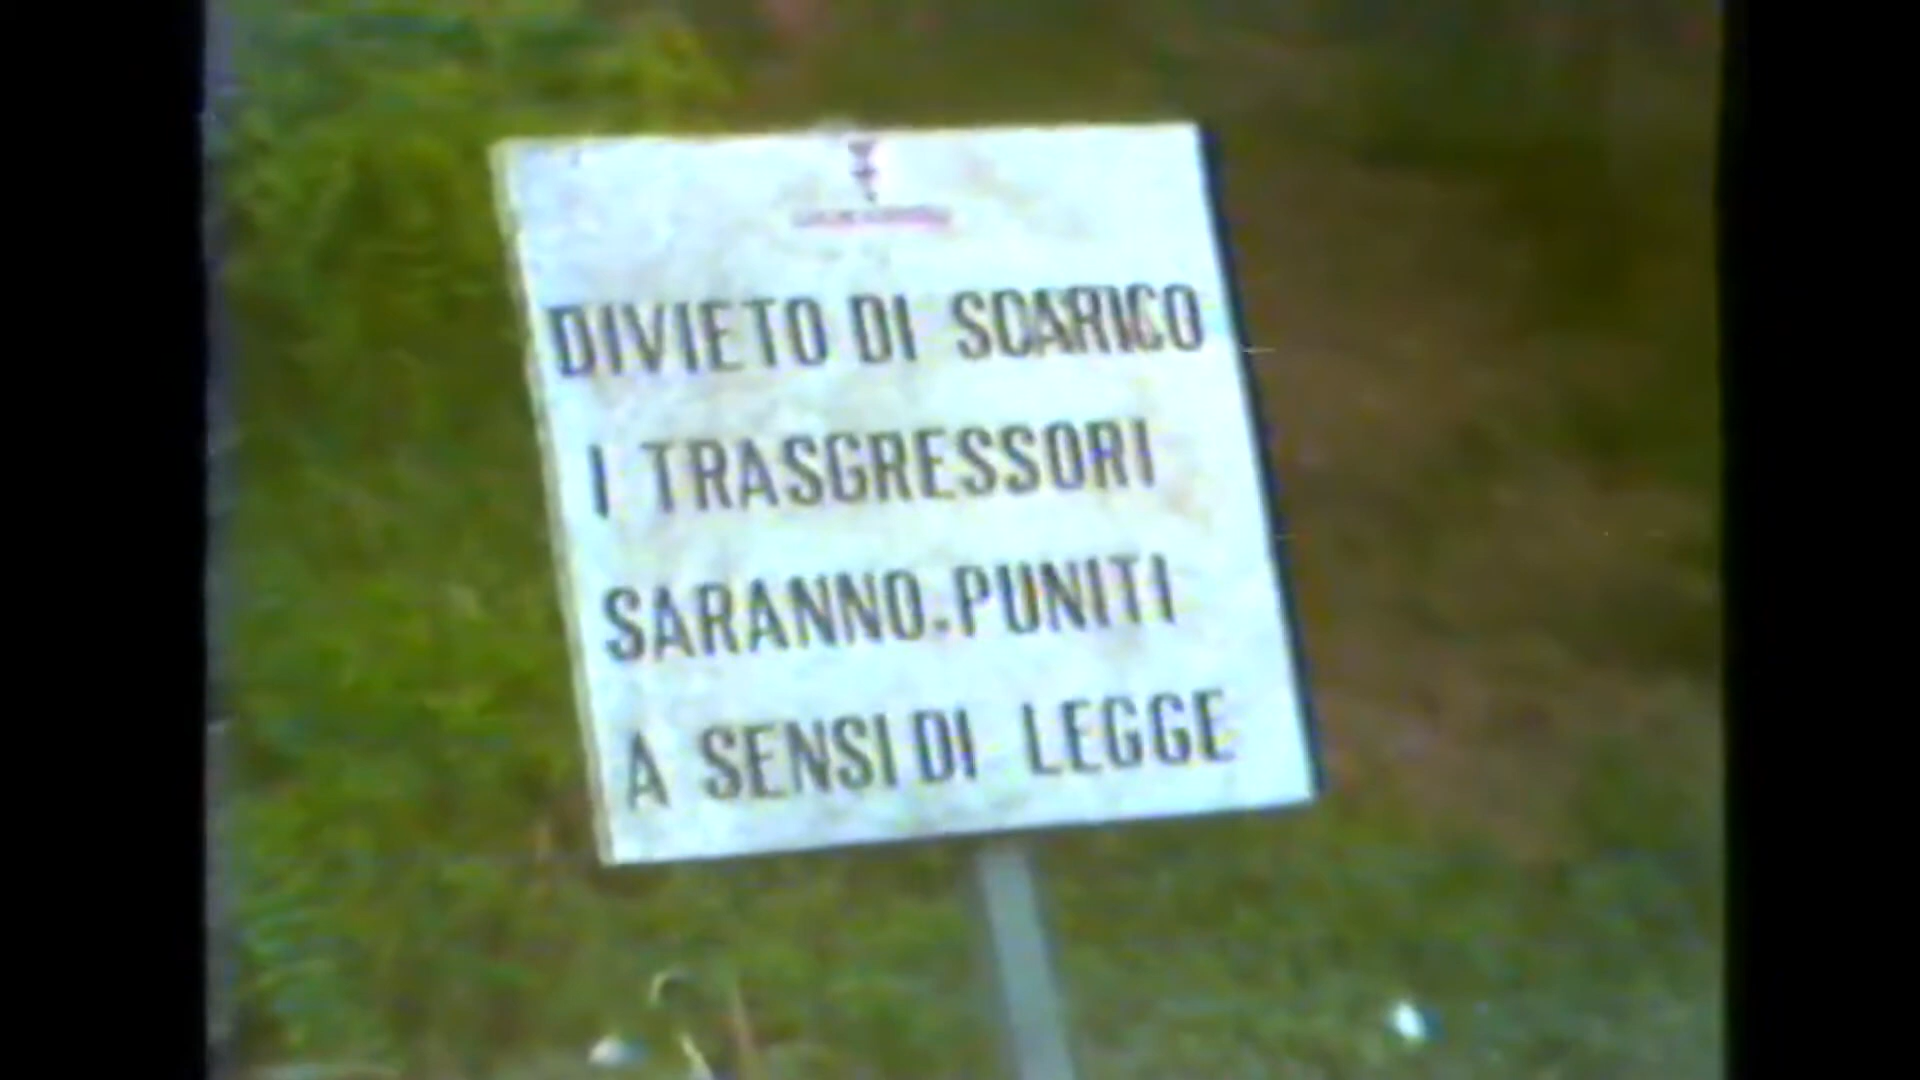 DIVIETO DI SCARICO
I TRASGRESSORI
SARANNO PUNITI
A SENSI DI LEGGE